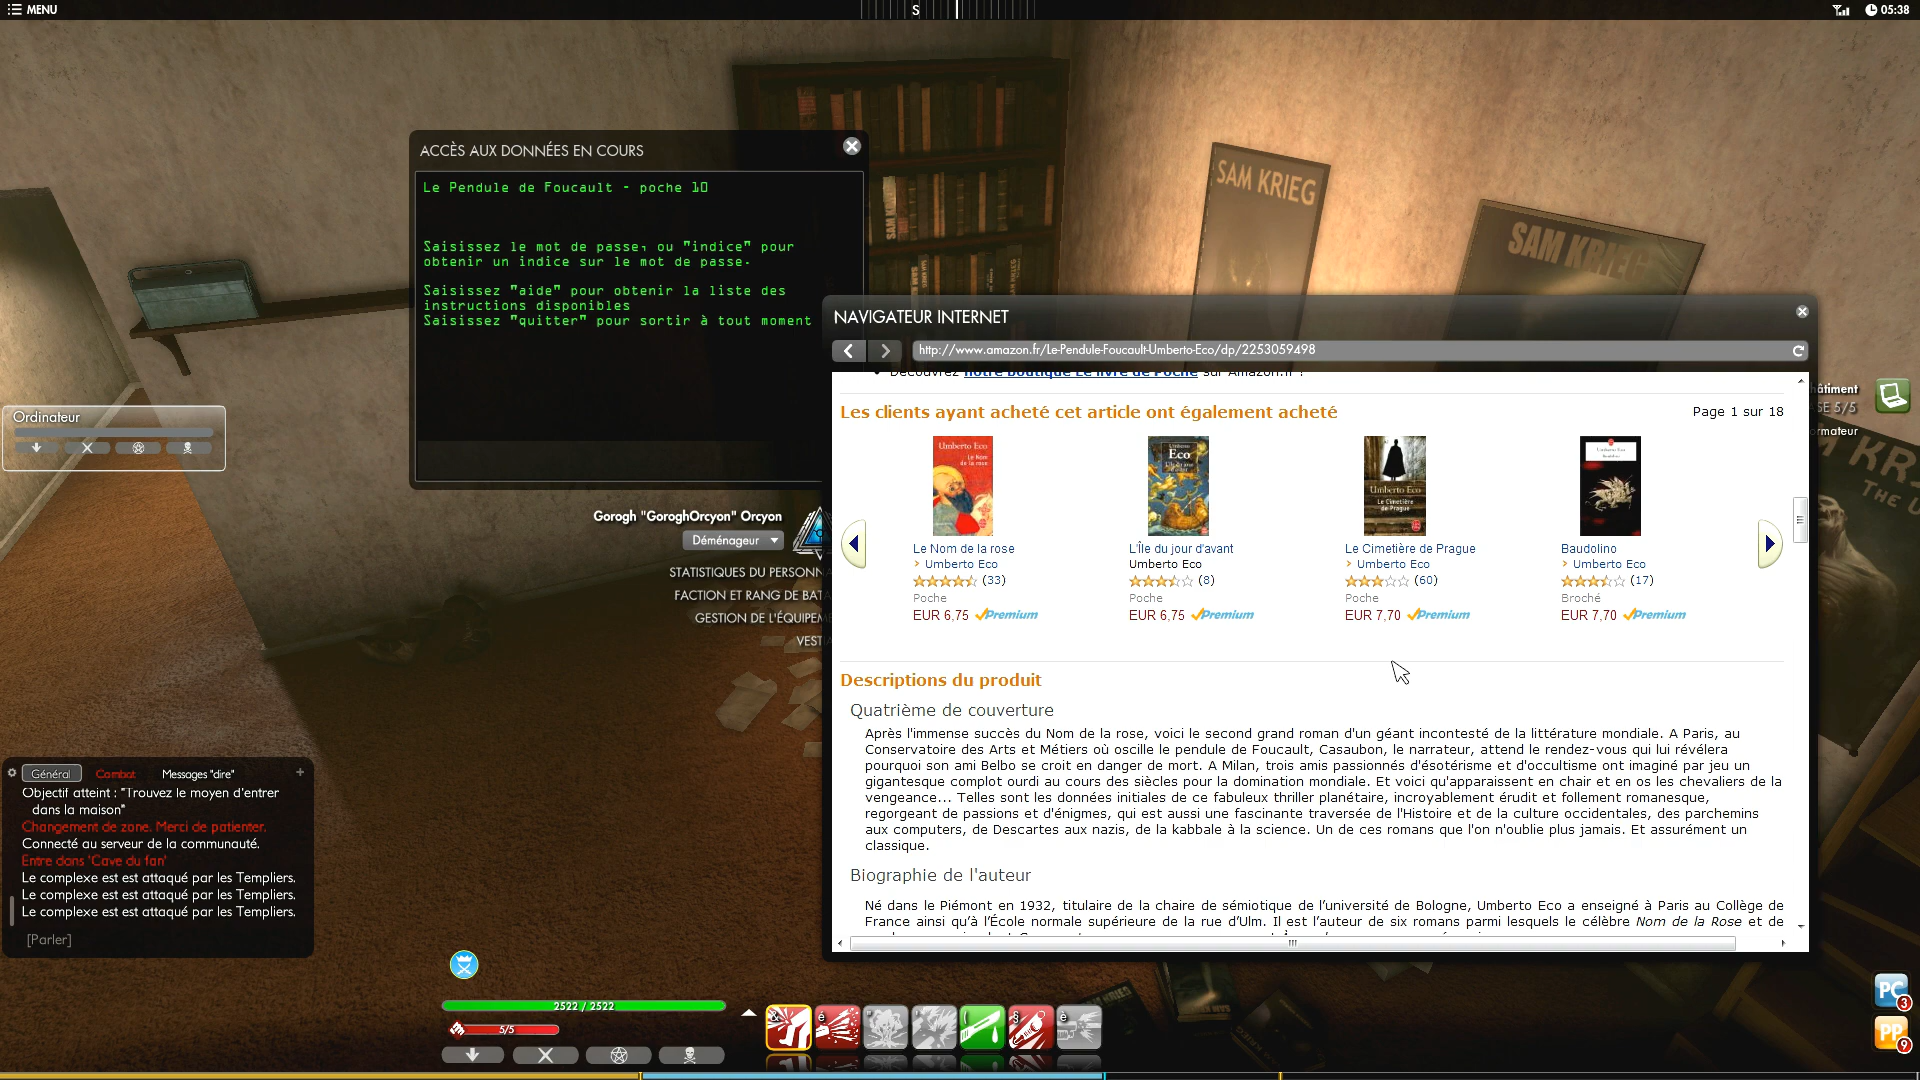 MENU
S
05:38
ACCÈS AUX DONNÉES EN COURS
Le Pendule de Foucault - poche 10
Saisissez le mot de passe, ou "indice" pour
obtenir un indice sur le mot de passe.
Saisissez "aide" pour obtenir la liste des
instructions disponibles
Saisissez "quitter" pour sortir à tout moment
SAM KRIEG
SAM KRIEG
NAVIGATEUR INTERNET
http://www.amazon.fr/Le-Pendule-Foucault-Umberto-Eco/dp/2253059498
Découvrez notre boutique Le livre de Poche sur Amazon.fr !
Les clients ayant acheté cet article ont également acheté
Page 1 sur 18
Le Nom de la rose
Umberto Eco
(33)
Poche
EUR 6,75 Premium
L'Île du jour d'avant
Umberto Eco
(8)
Poche
EUR 6,75 Premium
Le Cimetière de Prague
Umberto Eco
(60)
Poche
EUR 7,70 Premium
Baudolino
Umberto Eco
(17)
Broché
EUR 7,70 Premium
Descriptions du produit
Quatrième de couverture
Après l'immense succès du Nom de la rose, voici le second grand roman d'un géant incontesté de la littérature mondiale. A Paris, au
Conservatoire des Arts et Métiers où oscille le pendule de Foucault, Casaubon, le narrateur, attend le rendez-vous qui lui révélera
pourquoi son ami Belbo se croit en danger de mort. A Milan, trois amis passionnés d'ésotérisme et d'occultisme ont imaginé par jeu un
gigantesque complot ourdi au cours des siècles pour la domination mondiale. Et voici qu'apparaissent en chair et en os les chevaliers de la
vengeance... Telles sont les données initiales de ce fabuleux thriller planétaire, incroyablement érudit et follement romanesque,
regorgeant de passions et d'énigmes, qui est aussi une fascinante traversée de l'Histoire et de la culture occidentales, des parchemins
aux computers, de Descartes aux nazis, de la kabbale à la science. Un de ces romans que l'on n'oublie plus jamais. Et assurément un
classique.
Biographie de l'auteur
Né dans le Piémont en 1932, titulaire de la chaire de sémiotique de l'université de Bologne, Umberto Eco a enseigné à Paris au Collège de
France ainsi qu'à l'École normale supérieure de la rue d'Ulm. Il est l'auteur de six romans parmi lesquels le célèbre Nom de la Rose et de
Ordinateur
Gorogh "GoroghOrcyon" Orcyon
Déménageur
STATISTIQUES DU PERSONN
FACTION ET RANG DE BAT
GESTION DE L'ÉQUIPEM
VESTI
âtiment
SE 5/5
rmateur
Général
Combat
Messages "dire"
Objectif atteint : "Trouvez le moyen d'entrer
dans la maison"
Changement de zone. Merci de patienter.
Connecté au serveur de la communauté.
Entre dans 'Cave du fan'
Le complexe est est attaqué par les Templiers.
Le complexe est est attaqué par les Templiers.
Le complexe est est attaqué par les Templiers.
[Parler]
2522 / 2522
5/5
PC
3
PP
9